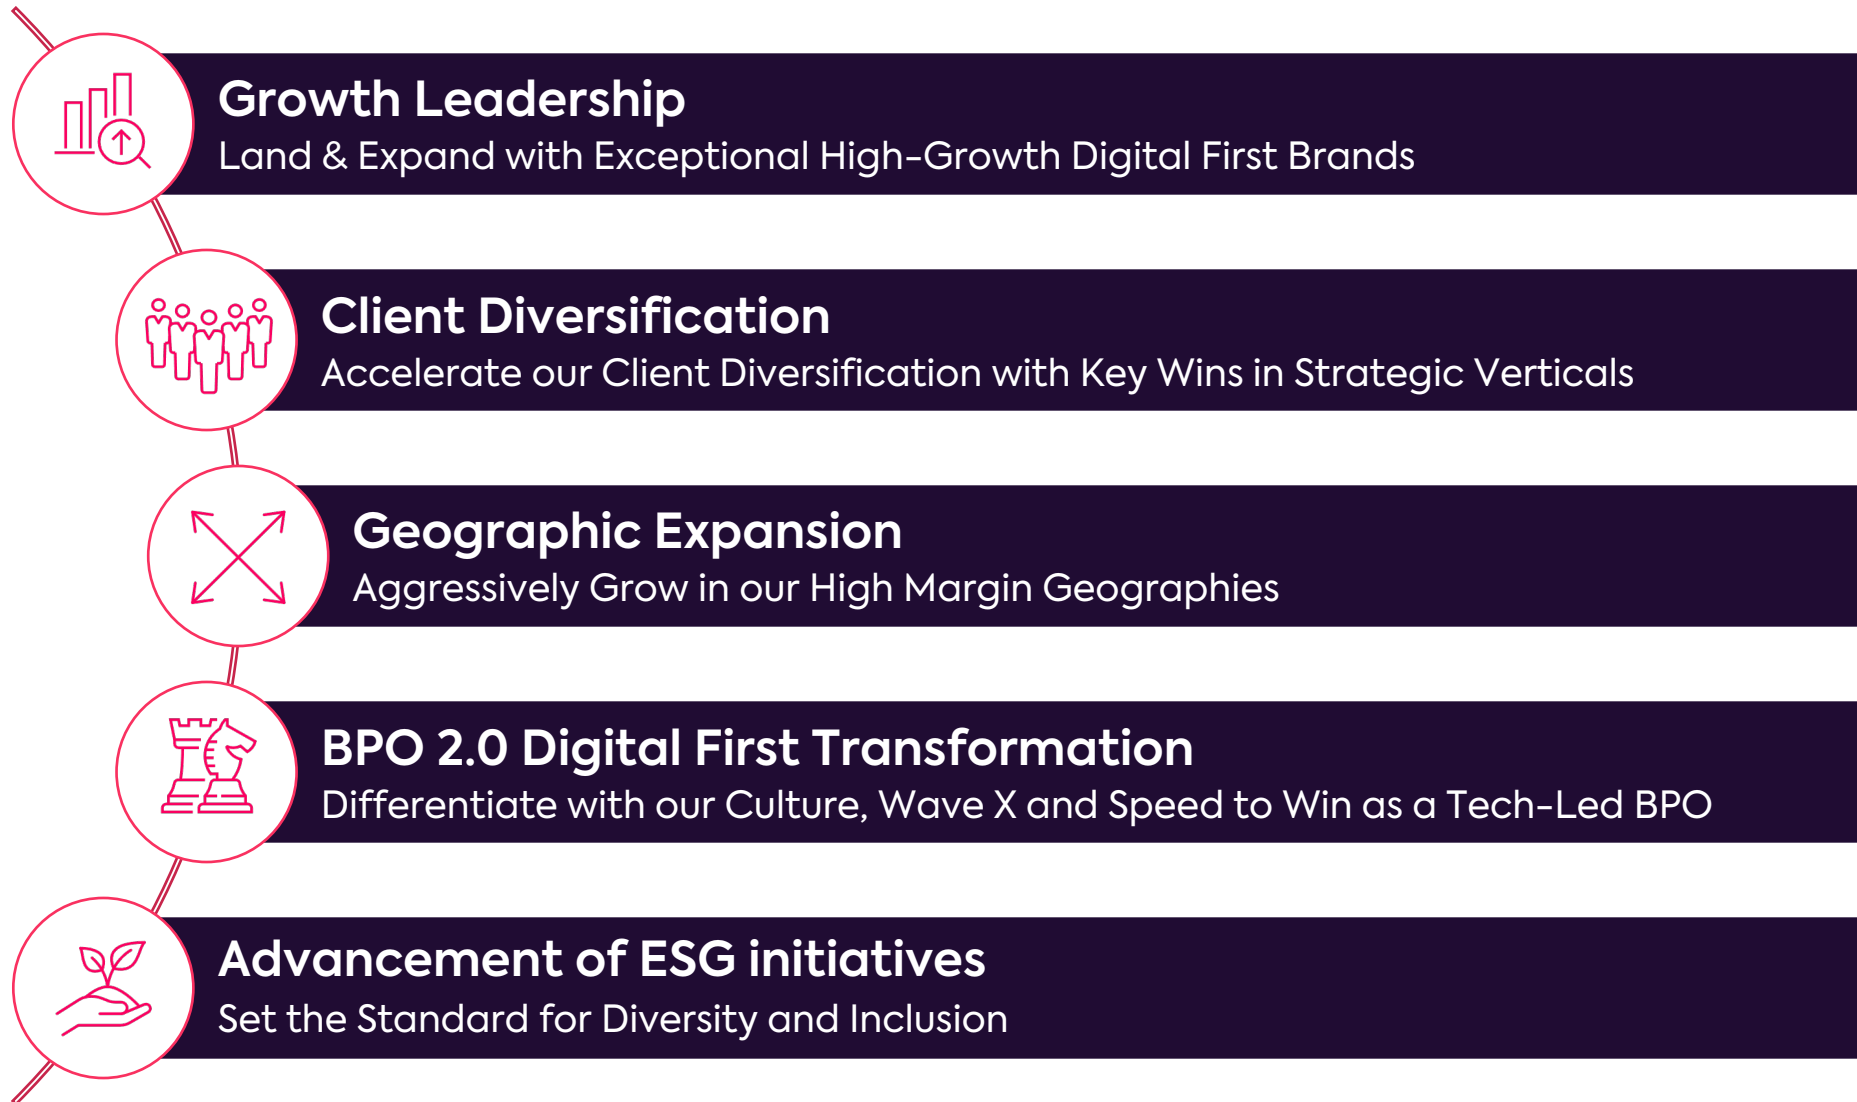 Growth Leadership
Land & Expand with Exceptional High-Growth Digital First Brands
Client Diversification
Accelerate our Client Diversification with Key Wins in Strategic Verticals
Geographic Expansion
Aggressively Grow in our High Margin Geographies
BPO 2.0 Digital First Transformation
Differentiate with our Culture, Wave X and Speed to Win as a Tech-Led BPO
Advancement of ESG initiatives
Set the Standard for Diversity and Inclusion